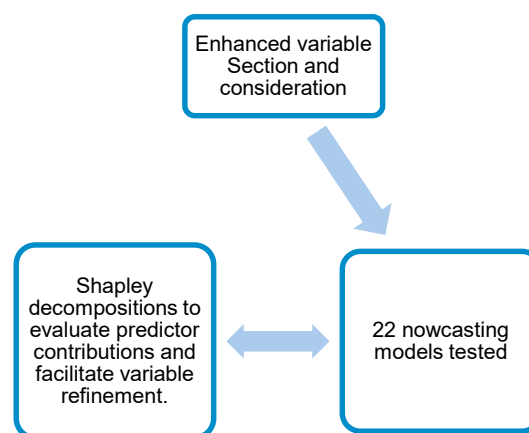 Enhanced variable
Section and
consideration
Shapley
decompositions to
evaluate predictor
contributions and
facilitate variable
refinement.
22 nowcasting
models tested